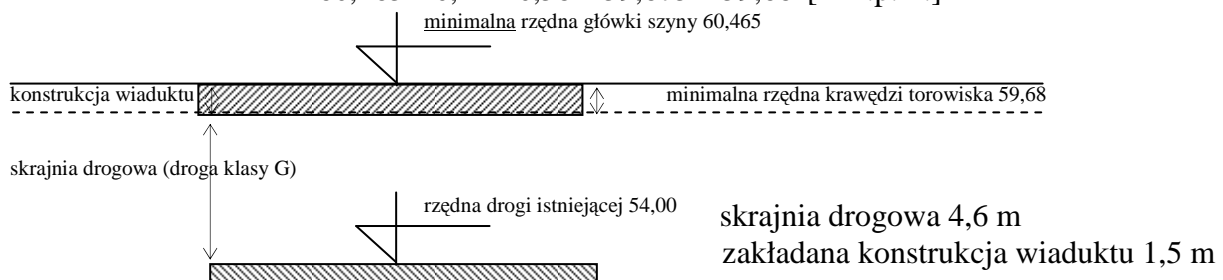 minimalna rzędna główki szyny 60,465
konstrukcja wiaduktu
minimalna rzędna krawędzi torowiska 59,68
skrajnia drogowa (droga klasy G)
rzędna drogi istniejącej 54,00
skrajnia drogowa 4,6 m
zakładana konstrukcja wiaduktu 1,5 m